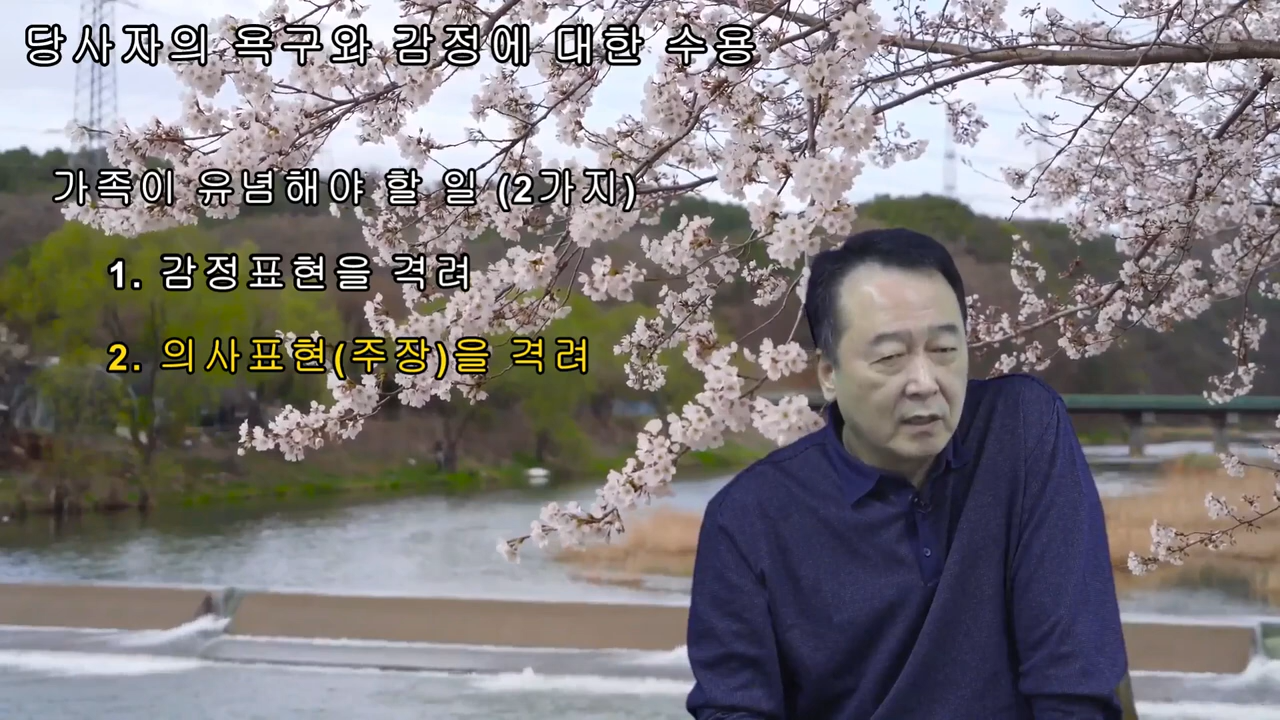 당사자의 욕구와 감정에 대한 수용
가족이 유념해야 할 일 (2가지)
1. 감정표현을 격려
2. 의사표현(주장)을 격려